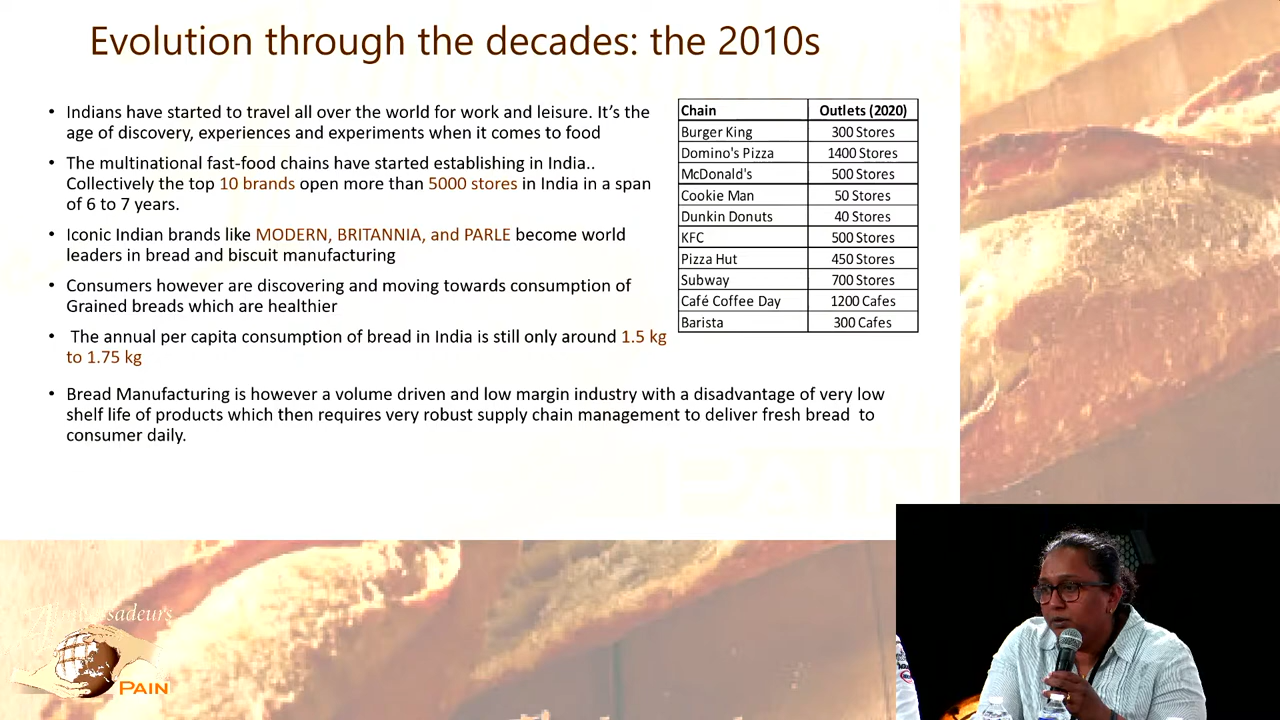 Evolution through the decades: the 2010s
• Indians have started to travel all over the world for work and leisure. It's the
age of discovery, experiences and experiments when it comes to food
• The multinational fast-food chains have started establishing in India..
Collectively the top 10 brands open more than 5000 stores in India in a span
of 6 to 7 years.
• Iconic Indian brands like MODERN, BRITANNIA, and PARLE become world
leaders in bread and biscuit manufacturing
• Consumers however are discovering and moving towards consumption of
Grained breads which are healthier
• The annual per capita consumption of bread in India is still only around 1.5 kg
to 1.75 kg
• Bread Manufacturing is however a volume driven and low margin industry with a disadvantage of very low
shelf life of products which then requires very robust supply chain management to deliver fresh bread to
consumer daily.
Chain Outlets (2020)
Burger King 300 Stores
Domino's Pizza 1400 Stores
McDonald's 500 Stores
Cookie Man 50 Stores
Dunkin Donuts 40 Stores
KFC 500 Stores
Pizza Hut 450 Stores
Subway 700 Stores
Café Coffee Day 1200 Cafes
Barista 300 Cafes
PAIN
Ambassadeurs
PAIN